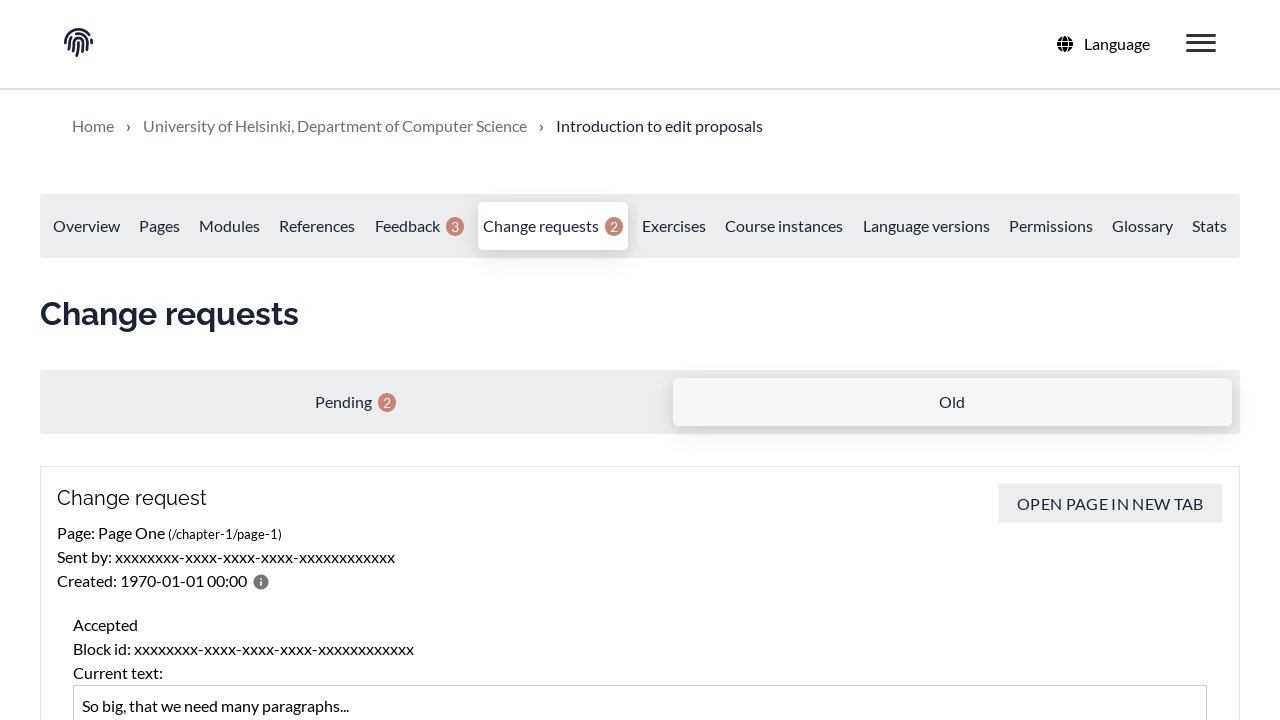 Language
Home › University of Helsinki, Department of Computer Science › Introduction to edit proposals
Overview Pages Modules References Feedback 3 Change requests 2 Exercises Course instances Language versions Permissions Glossary Stats
Change requests
Pending 2 Old
Change request
OPEN PAGE IN NEW TAB
Page: Page One (/chapter-1/page-1)
Sent by: xxxxxxxx-xxxx-xxxx-xxxx-xxxxxxxxxxxx
Created: 1970-01-01 00:00
Accepted
Block id: xxxxxxxx-xxxx-xxxx-xxxx-xxxxxxxxxxxx
Current text:
So big, that we need many paragraphs...